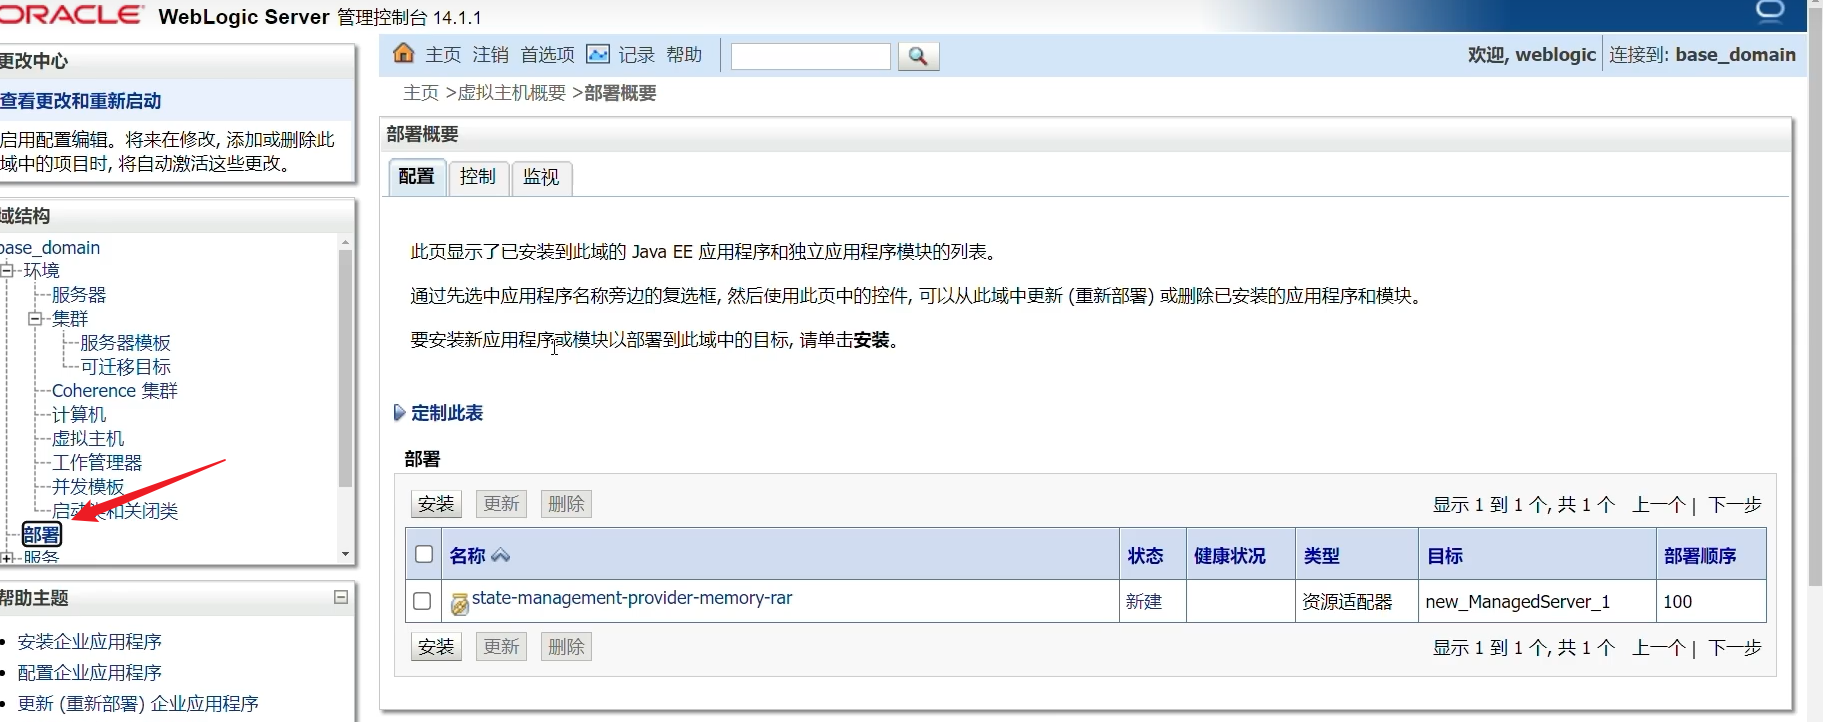 ORACLE WebLogic Server 管理控制台 14.1.1
更改中心
查看更改和重新启动
启用配置编辑。将来在修改, 添加或删除此
域中的项目时, 将自动激活这些更改。
域结构
base_domain
环境
服务器
集群
服务器模板
可迁移目标
Coherence 集群
计算机
虚拟主机
工作管理器
并发模板
启动类和关闭类
部署
服务
帮助主题
安装企业应用程序
配置企业应用程序
更新 (重新部署) 企业应用程序
主页 注销 首选项 记录 帮助
欢迎, weblogic 连接到: base_domain
主页 >虚拟主机概要 >部署概要
部署概要
配置 控制 监视
此页显示了已安装到此域的 Java EE 应用程序和独立应用程序模块的列表。
通过先选中应用程序名称旁边的复选框, 然后使用此页中的控件, 可以从此域中更新 (重新部署) 或删除已安装的应用程序和模块。
要安装新应用程序或模块以部署到此域中的目标, 请单击安装。
定制此表
部署
安装 更新 删除 显示 1 到 1 个, 共 1 个 上一个 | 下一步
名称 状态 健康状况 类型 目标 部署顺序
state-management-provider-memory-rar 新建 资源适配器 new_ManagedServer_1 100
安装 更新 删除 显示 1 到 1 个, 共 1 个 上一个 | 下一步